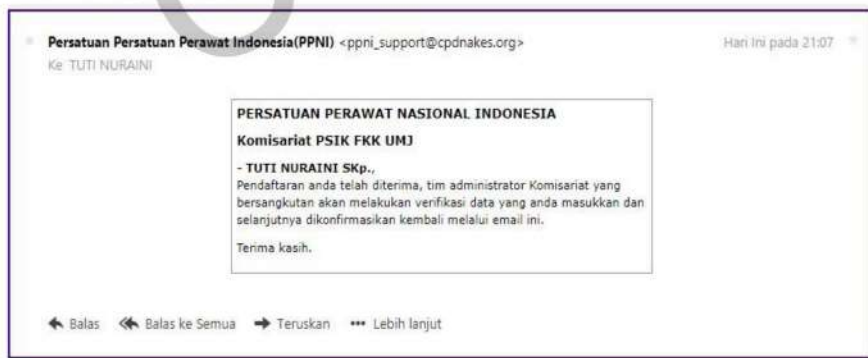 Persatuan Persatuan Perawat Indonesia(PPNI) <ppni_support@cpdnakes.org>
Hari Ini pada 21:07
Ke TUTI NURAINI
PERSATUAN PERAWAT NASIONAL INDONESIA
Komisariat PSIK FKK UMJ
- TUTI NURAINI SKp.,
Pendaftaran anda telah diterima, tim administrator Komisariat yang
bersangkutan akan melakukan verifikasi data yang anda masukkan dan
selanjutnya dikonfirmasikan kembali melalui email ini.
Terima kasih.
Balas Balas ke Semua Teruskan ••• Lebih lanjut